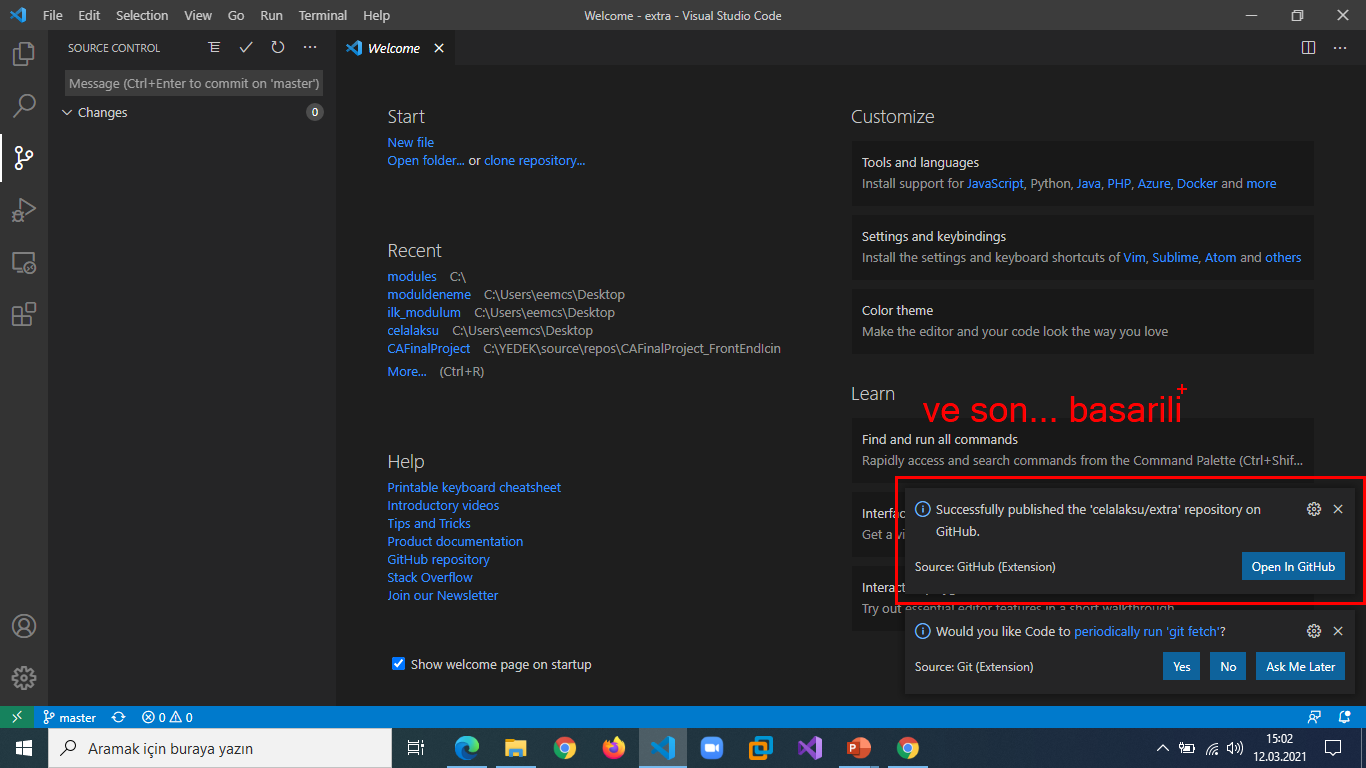 File Edit Selection View Go Run Terminal Help
Welcome - extra - Visual Studio Code
SOURCE CONTROL
Welcome
Message (Ctrl+Enter to commit on 'master')
Changes 0
Start
New file
Open folder... or clone repository...
Recent
modules C:\
moduldeneme C:\Users\eemcs\Desktop
ilk_modulum C:\Users\eemcs\Desktop
celalaksu C:\Users\eemcs\Desktop
CAFinalProject C:\YEDEK\source\repos\CAFinalProject_FrontEndIcin
More... (Ctrl+R)
Help
Printable keyboard cheatsheet
Introductory videos
Tips and Tricks
Product documentation
GitHub repository
Stack Overflow
Join our Newsletter
Show welcome page on startup
Customize
Tools and languages
Install support for JavaScript, Python, Java, PHP, Azure, Docker and more
Settings and keybindings
Install the settings and keyboard shortcuts of Vim, Sublime, Atom and others
Color theme
Make the editor and your code look the way you love
Learn
ve son... basarili
Find and run all commands
Rapidly access and search commands from the Command Palette (Ctrl+Shif...
Get a
Try out essential editor features in a short walkthrough
Successfully published the 'celalaksu/extra' repository on
GitHub.
Source: GitHub (Extension)
Open In GitHub
Would you like Code to periodically run 'git fetch'?
Source: Git (Extension)
Yes No Ask Me Later
master 0 0
Aramak için buraya yazın
15:02
12.03.2021